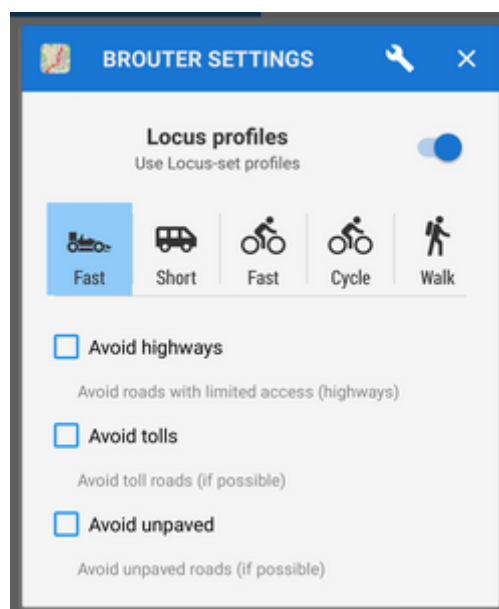 BROUTER SETTINGS
Locus profiles
Use Locus-set profiles
Fast Short Fast Cycle Walk
Avoid highways
Avoid roads with limited access (highways)
Avoid tolls
Avoid toll roads (if possible)
Avoid unpaved
Avoid unpaved roads (if possible)